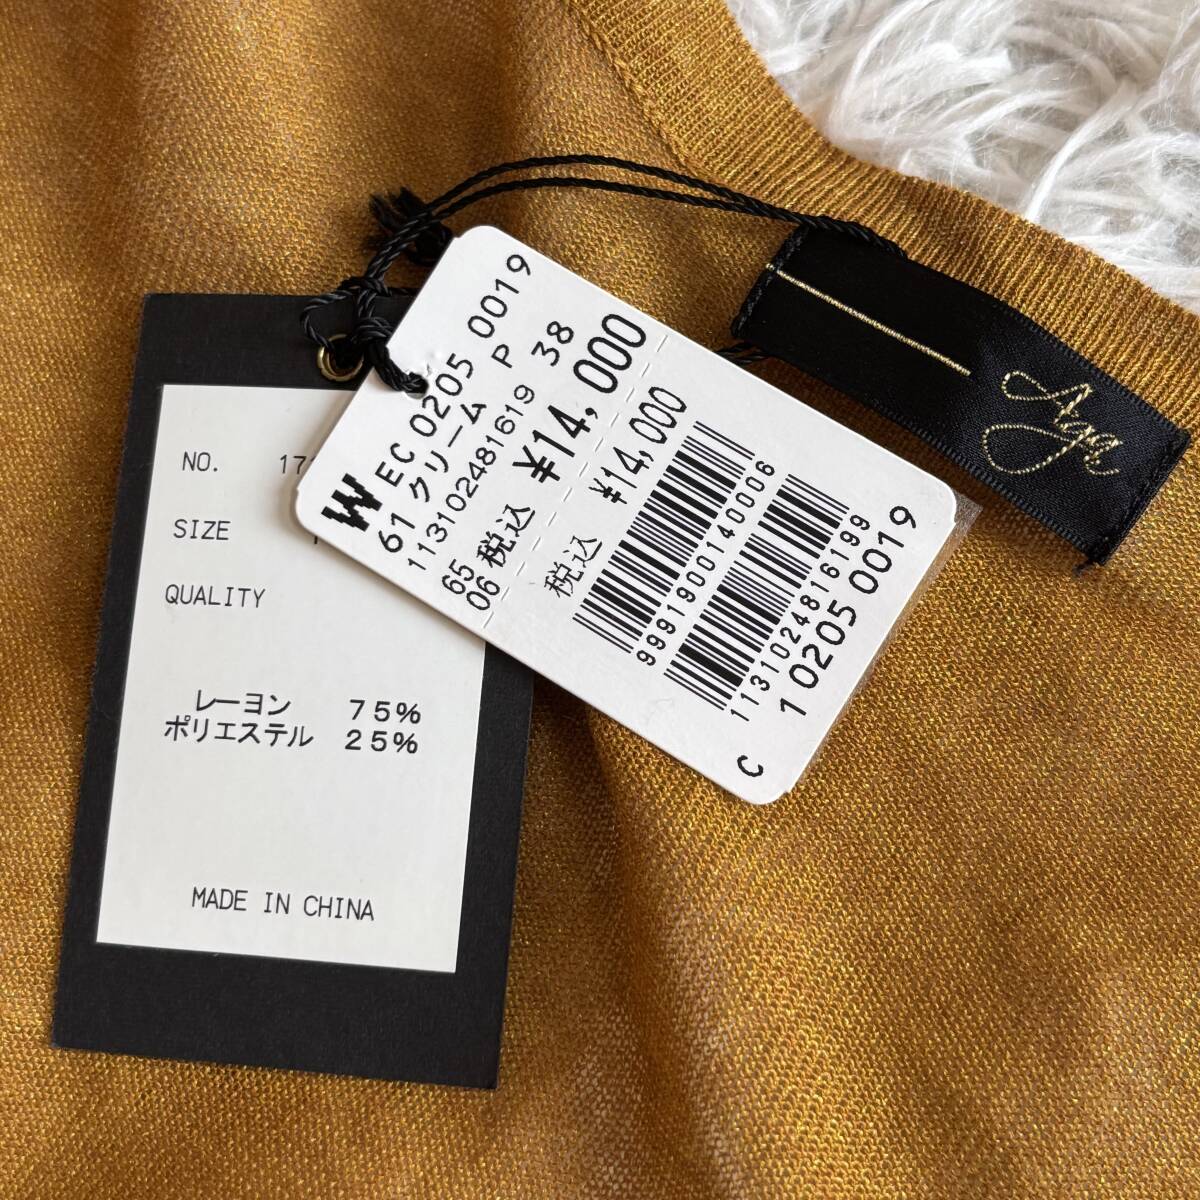 NO. 17
SIZE
QUALITY
レーヨン 75%
ポリエステル 25%
MADE IN CHINA
W EC 0205 0019
61 クリーム P
1131024816​19 38
65
06 税込 ¥14,000
税込 ¥14,000
9991900140006
1131024816199
1 0205 0019
C
Aga